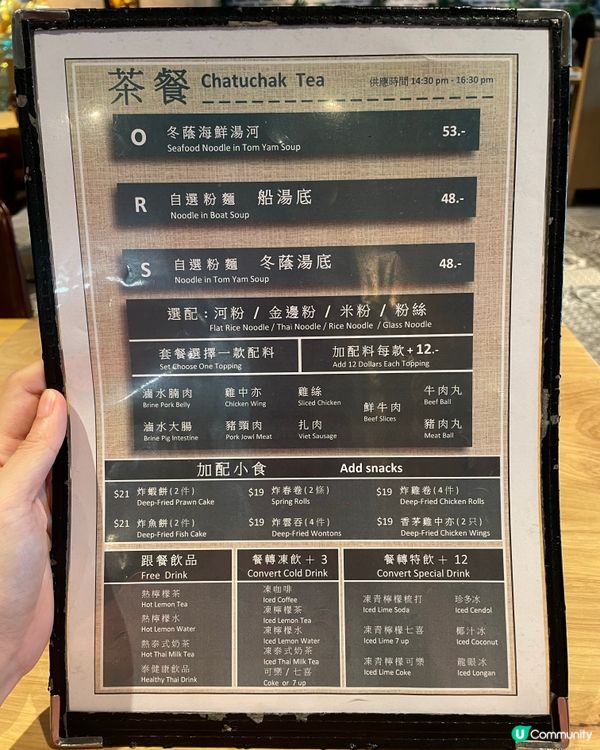 茶餐 Chatuchak Tea 供應時間 14:30 pm - 16:30 pm
O 冬蔭海鮮湯河 53.-
Seafood Noodle in Tom Yam Soup
R 自選粉麵 船湯底 48.-
Noodle in Boat Soup
S 自選粉麵 冬蔭湯底 48.-
Noodle in Tom Yam Soup
選配：河粉 / 金邊粉 / 米粉 / 粉絲
Flat Rice Noodle / Thai Noodle / Rice Noodle / Glass Noodle
套餐選擇一款配料
Set Choose One Topping
加配料每款+12.-
Add 12 Dollars Each Topping
滷水腩肉
Brine Pork Belly
雞中亦
Chicken Wing
雞絲
Sliced Chicken
鮮牛肉
Beef Slices
牛肉丸
Beef Ball
滷水大腸
Brine Pig Intestine
豬頸肉
Pork Jowl Meat
扎肉
Viet Sausage
豬肉丸
Meat Ball
加配小食 Add snacks
$21 炸蝦餅(2件)
Deep-Fried Prawn Cake
$19 炸春卷(2條)
Spring Rolls
$19 炸雞卷(4件)
Deep-Fried Chicken Rolls
$21 炸魚餅(2件)
Deep-Fried Fish Cake
$19 炸雲吞(4件)
Deep-Fried Wontons
$19 香茅雞中亦(2只)
Deep-Fried Chicken Wings
跟餐飲品
Free Drink
熱檸檬茶
Hot Lemon Tea
熱檸檬水
Hot Lemon Water
熱泰式奶茶
Hot Thai Milk Tea
泰健康飲品
Healthy Thai Drink
餐轉凍飲+3
Convert Cold Drink
凍咖啡
Iced Coffee
凍檸檬茶
Iced Lemon Tea
凍檸檬水
Iced Lemon Water
凍泰式奶茶
Iced Thai Milk Tea
可樂/七喜
Coke or 7 up
餐轉特飲+12
Convert Special Drink
凍青檸檬梳打
Iced Lime Soda
珍多冰
Iced Cendol
凍青檸檬七喜
Iced Lime 7 up
椰汁冰
Iced Coconut
凍青檸檬可樂
Iced Lime Coke
龍眼冰
Iced Longan
U Community